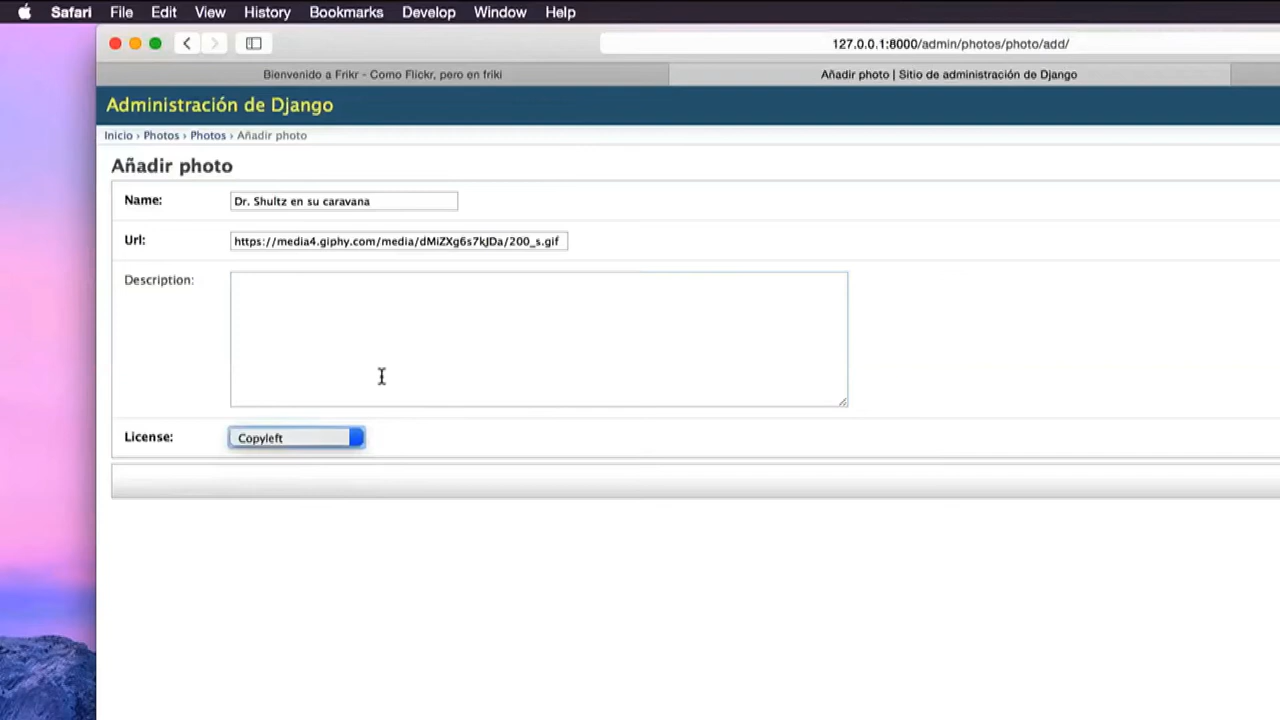 Safari File Edit View History Bookmarks Develop Window Help
127.0.0.1:8000/admin/photos/photo/add/
Bienvenido a Frikr - Como Flickr, pero en friki Añadir photo | Sitio de administración de Django
Administración de Django
Inicio › Photos › Photos › Añadir photo
Añadir photo
Name: Dr. Shultz en su caravana
Url: https://media4.giphy.com/media/dMiZXg6s7kJDa/200_s.gif
Description:
License: Copyleft